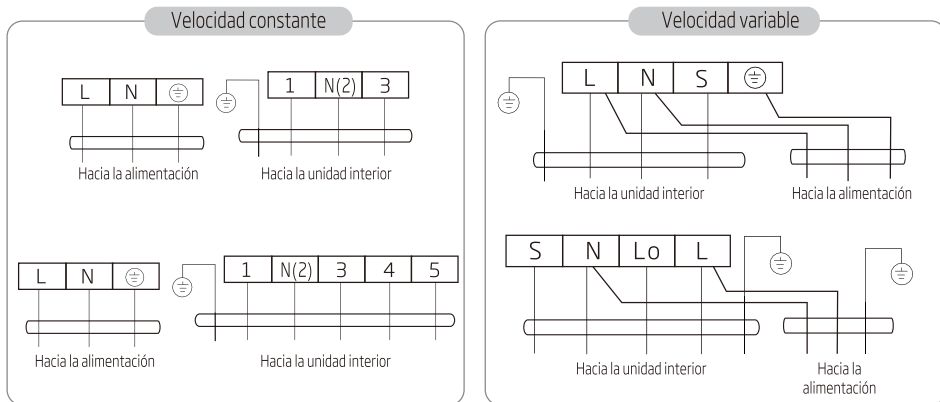 Velocidad constante
L N
1 N(2) 3
Hacia la alimentación
Hacia la unidad interior
L N
1 N(2) 3 4 5
Hacia la alimentación
Hacia la unidad interior
Velocidad variable
L N S
Hacia la unidad interior
Hacia la alimentación
S N Lo L
Hacia la unidad interior
Hacia la
alimentación